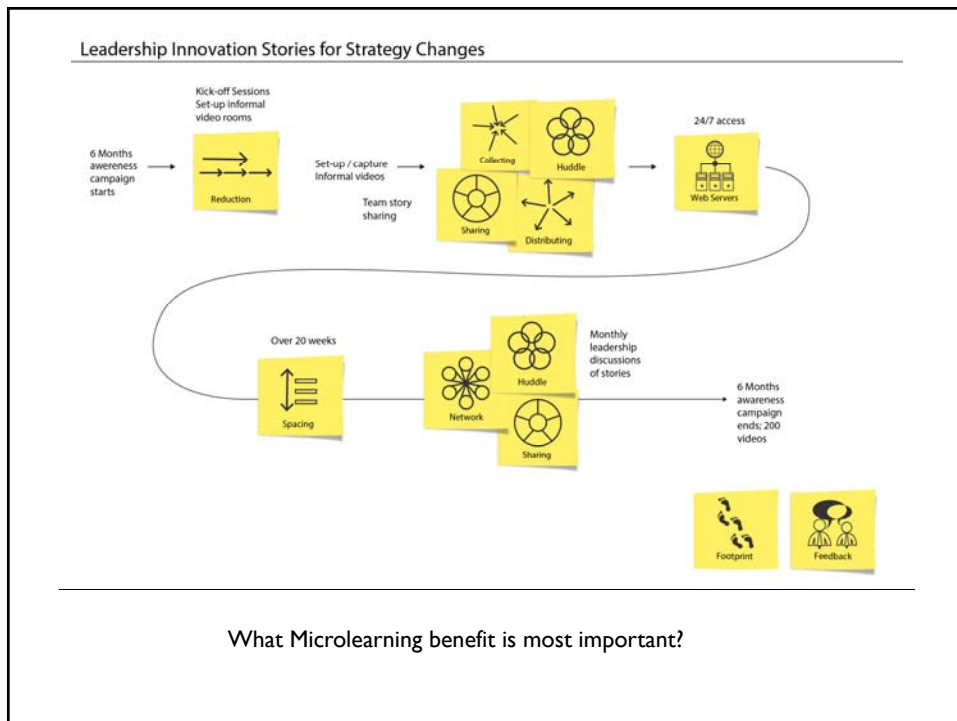 Leadership Innovation Stories for Strategy Changes
Kick-off Sessions
Set-up informal
video rooms
6 Months
awereness
campaign
starts
Reduction
Set-up / capture
Informal videos
Team story
sharing
Collecting
Huddle
Sharing
Distributing
24/7 access
Web Servers
Over 20 weeks
Spacing
Network
Huddle
Sharing
Monthly
leadership
discussions
of stories
6 Months
awareness
campaign
ends; 200
videos
Footprint
Feedback
What Microlearning benefit is most important?